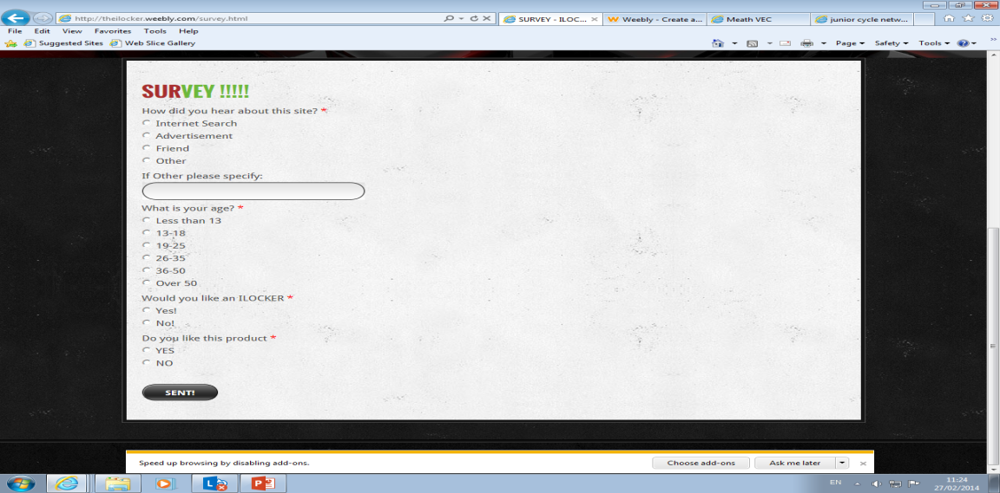 http://theilocker.weebly.com/survey.html
SURVEY - ILOC...
Weebly - Create a...
Meath VEC
junior cycle netw...
File Edit View Favorites Tools Help
Suggested Sites Web Slice Gallery
Page Safety Tools
SURVEY !!!!!
How did you hear about this site? *
Internet Search
Advertisement
Friend
Other
If Other please specify:
What is your age? *
Less than 13
13-18
19-25
26-35
36-50
Over 50
Would you like an ILOCKER *
Yes!
No!
Do you like this product *
YES
NO
SENT!
Speed up browsing by disabling add-ons.
Choose add-ons
Ask me later
EN
11:24
27/02/2014